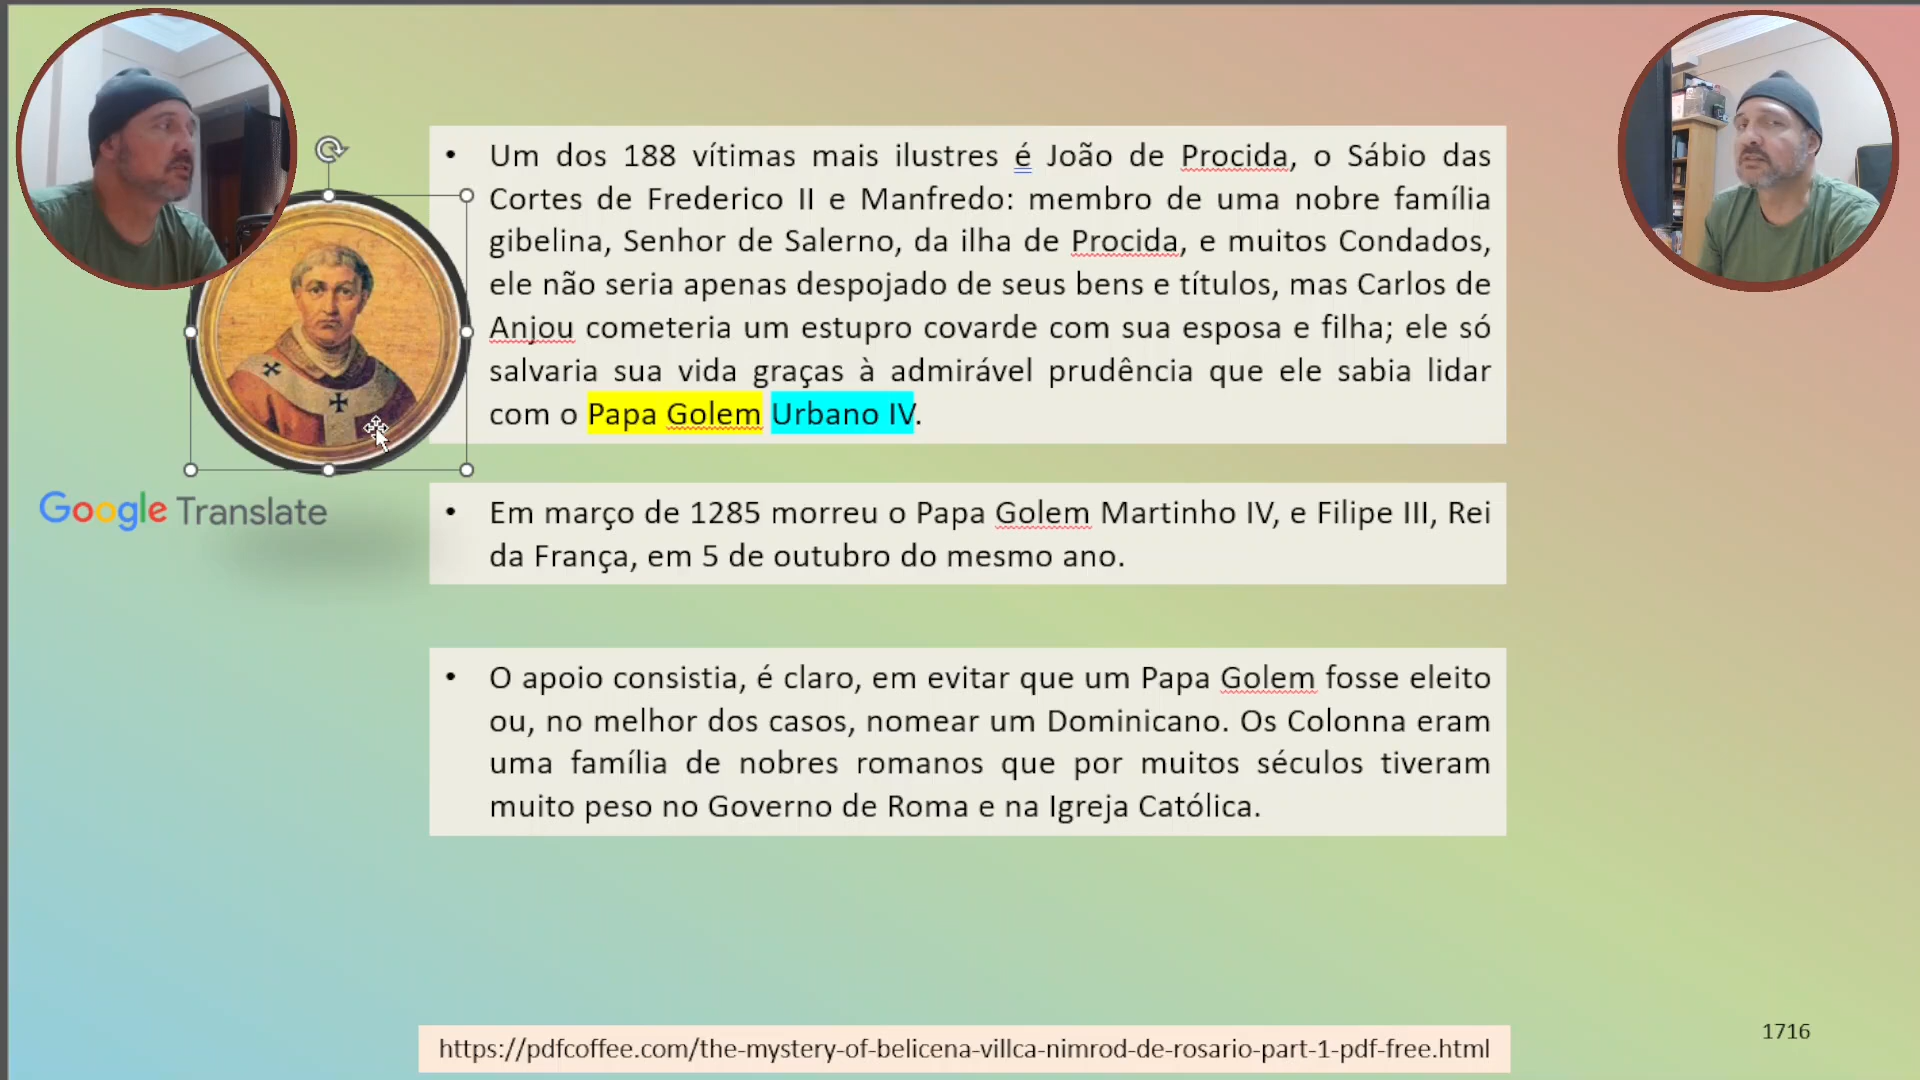 • Um dos 188 vítimas mais ilustres é João de Procida, o Sábio das
Cortes de Frederico II e Manfredo: membro de uma nobre família
gibelina, Senhor de Salerno, da ilha de Procida, e muitos Condados,
ele não seria apenas despojado de seus bens e títulos, mas Carlos de
Anjou cometeria um estupro covarde com sua esposa e filha; ele só
salvaria sua vida graças à admirável prudência que ele sabia lidar
com o Papa Golem Urbano IV.
Google Translate
• Em março de 1285 morreu o Papa Golem Martinho IV, e Filipe III, Rei
da França, em 5 de outubro do mesmo ano.
• O apoio consistia, é claro, em evitar que um Papa Golem fosse eleito
ou, no melhor dos casos, nomear um Dominicano. Os Colonna eram
uma família de nobres romanos que por muitos séculos tiveram
muito peso no Governo de Roma e na Igreja Católica.
1716
https://pdfcoffee.com/the-mystery-of-belicena-villca-nimrod-de-rosario-part-1-pdf-free.html